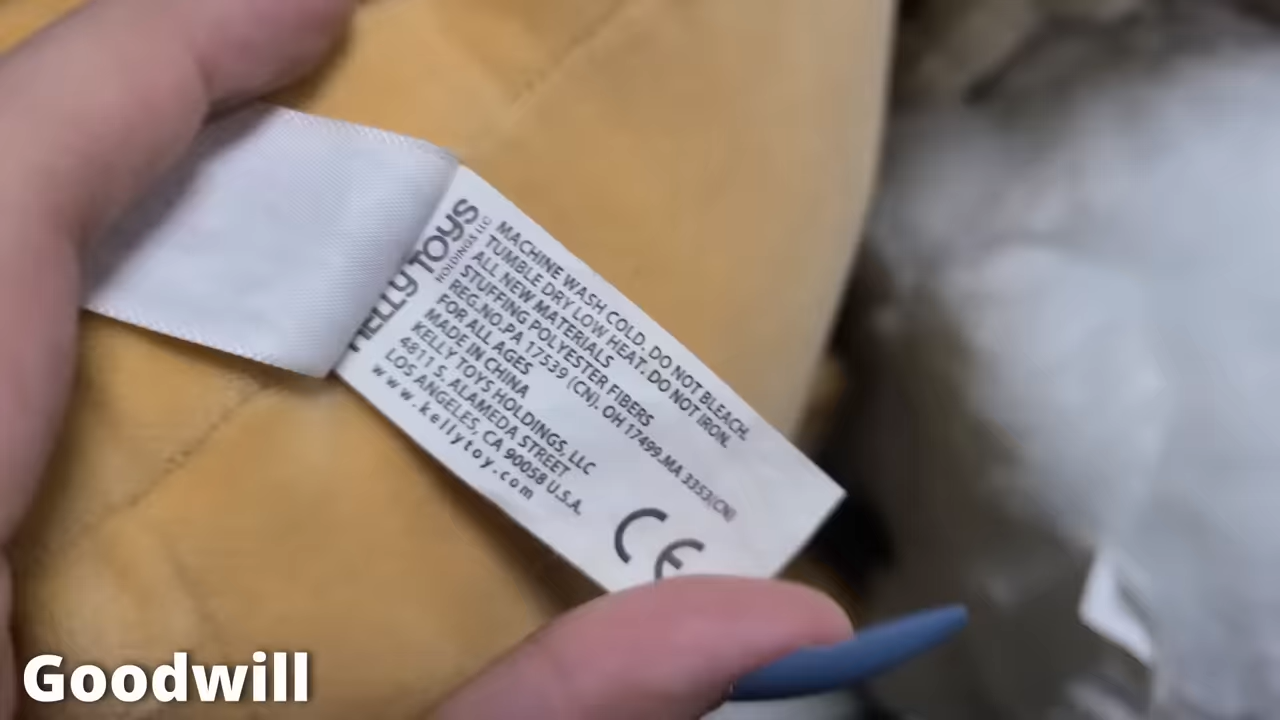 KELLY TOYS
HOLDINGS LLC
MACHINE WASH COLD. DO NOT BLEACH.
TUMBLE DRY LOW HEAT. DO NOT IRON.
ALL NEW MATERIALS
STUFFING POLYESTER FIBERS
REG.NO.PA 17539 (CN). OH 17499.MA 3353(CN)
FOR ALL AGES
MADE IN CHINA
KELLY TOYS HOLDINGS, LLC
4811 S. ALAMEDA STREET
LOS ANGELES, CA 90058 U.S.A.
www.kellytoy.com
CE
Goodwill